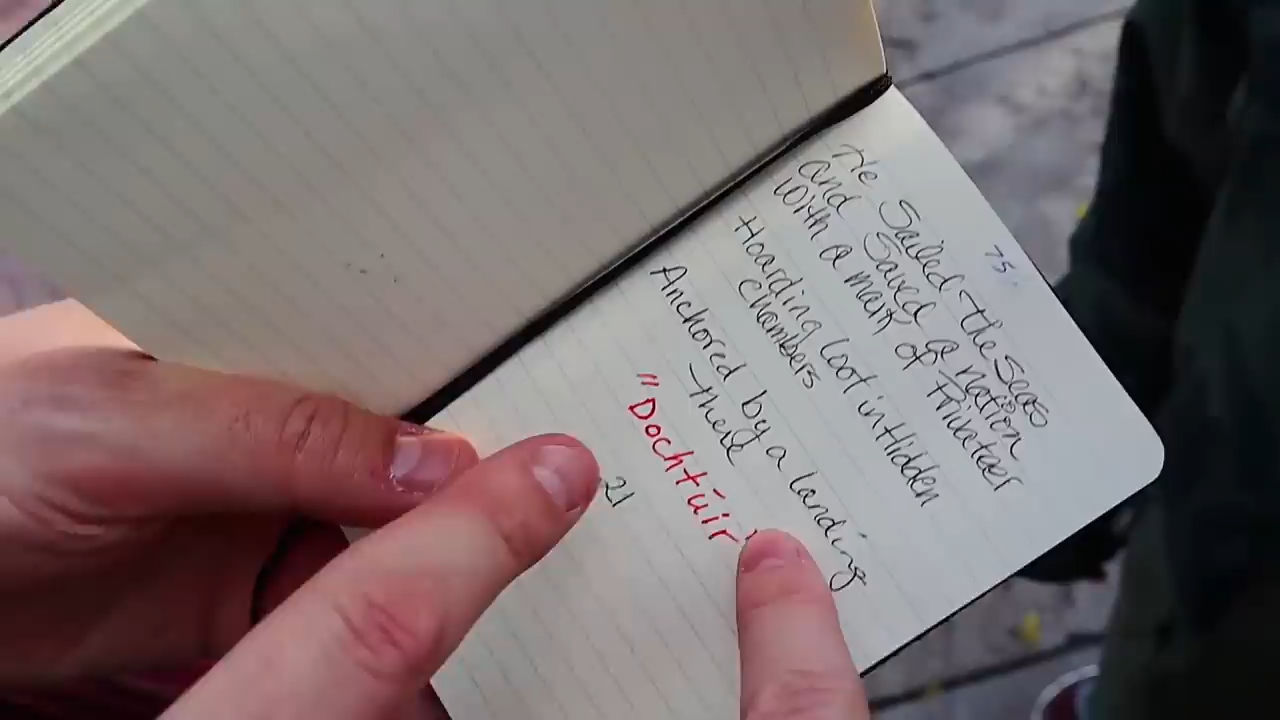 75.
He Sailed the Seas
and Saved a nation
With a mark of Privateer
Hoarding Loot in Hidden
Chambers
Anchored by a landing
There
"Dochtúir"
21